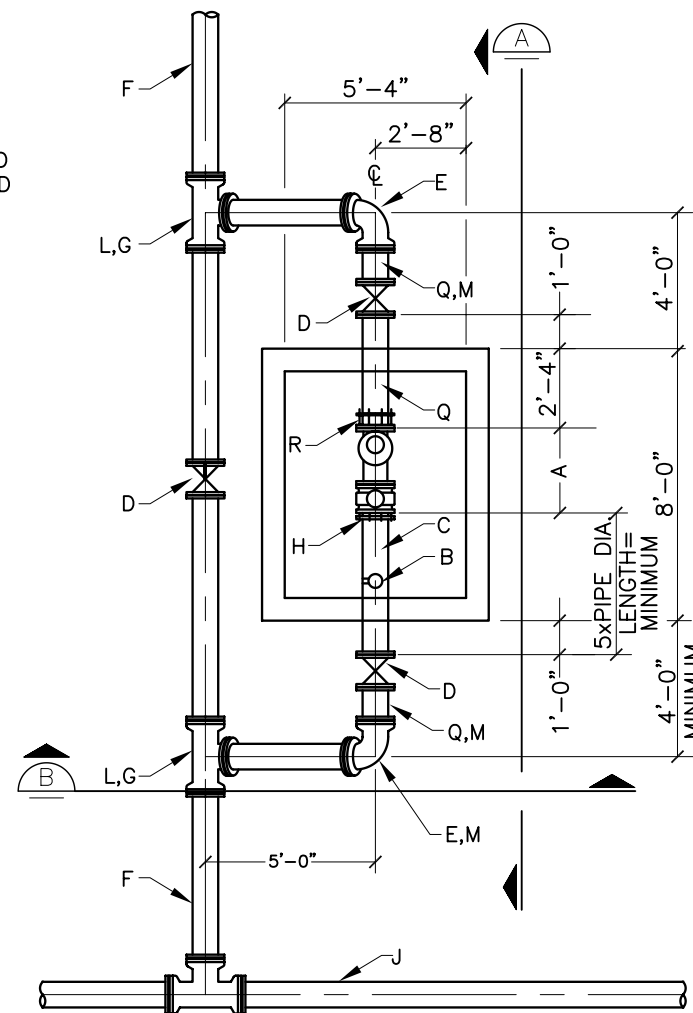 A
F
5'-4"
2'-8"
O
D
℄
E
L,G
Q,M
1'-0"
4'-0"
D
2'-4"
Q
R
A
8'-0"
D
C
H
B
5xPIPE DIA.
LENGTH=
MINIMUM
D
1'-0"
4'-0"
MINIMUM
Q,M
L,G
B
E,M
5'-0"
F
J